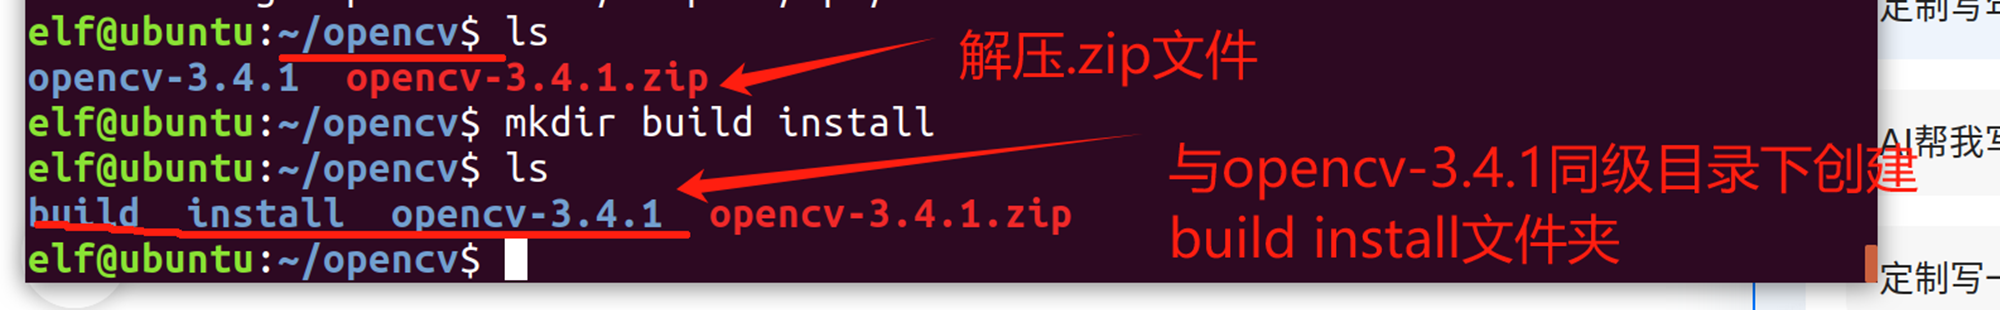 elf@ubuntu:~/opencv$ ls
opencv-3.4.1 opencv-3.4.1.zip
解压.zip文件
elf@ubuntu:~/opencv$ mkdir build install
elf@ubuntu:~/opencv$ ls
build install opencv-3.4.1 opencv-3.4.1.zip
与opencv-3.4.1同级目录下创建
build install文件夹
elf@ubuntu:~/opencv$
定制写
AI帮我写
定制写一